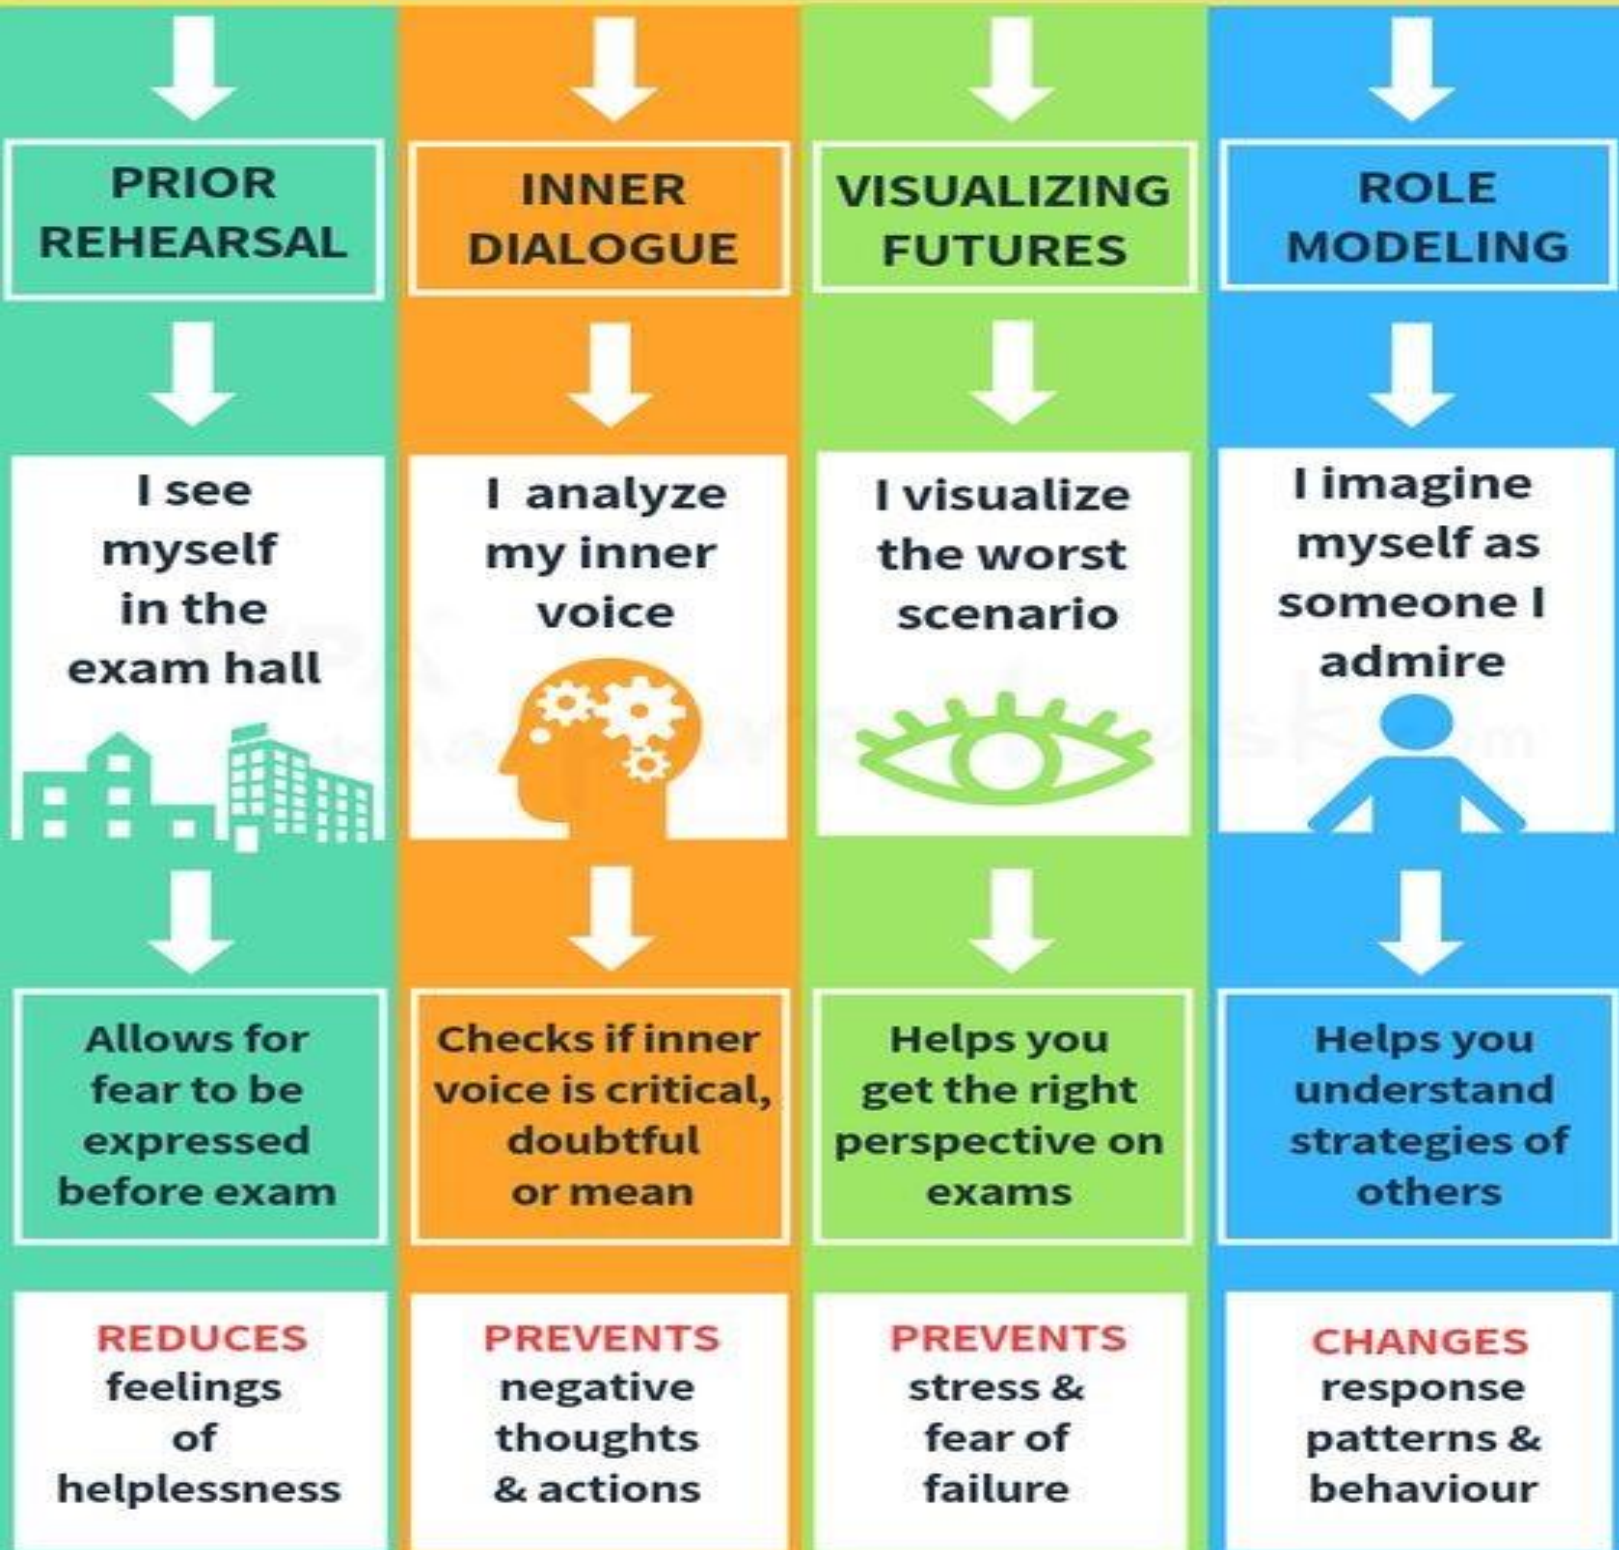 PRIOR
REHEARSAL
I see
myself
in the
exam hall
Allows for
fear to be
expressed
before exam
REDUCES
feelings
of
helplessness
INNER
DIALOGUE
I analyze
my inner
voice
Checks if inner
voice is critical,
doubtful
or mean
PREVENTS
negative
thoughts
& actions
VISUALIZING
FUTURES
I visualize
the worst
scenario
Helps you
get the right
perspective on
exams
PREVENTS
stress &
fear of
failure
ROLE
MODELING
I imagine
myself as
someone I
admire
Helps you
understand
strategies of
others
CHANGES
response
patterns &
behaviour